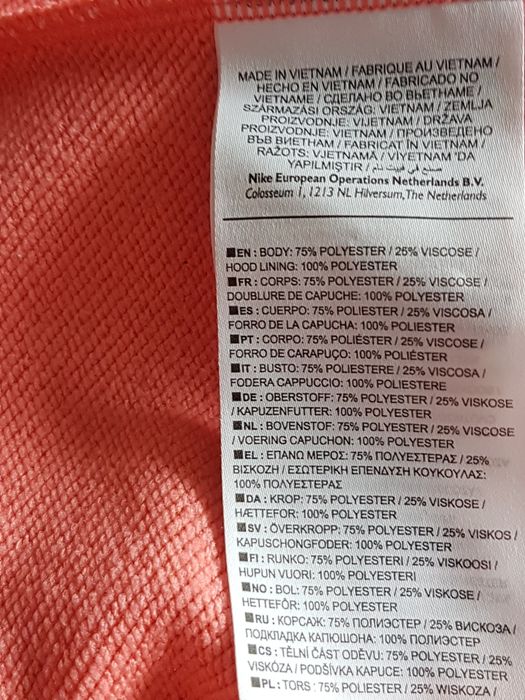 MADE IN VIETNAM / FABRIQUE AU VIETNAM /
HECHO EN VIETNAM / FABRICADO NO
VIETNAME / СДЕЛАНО ВО ВЬЕТНАМЕ /
SZÁRMAZÁSI ORSZÁG: VIETNAM / ZEMLJA
PROIZVODNJE: VIJETNAM / DRŽAVA
PROIZVODNJE: VIETNAM / ПРОИЗВЕДЕНО
ВЪВ ВИЕТНАМ / FABRICAT ÎN VIETNAM /
RAŽOTS: VJETNAMĀ / VİYETNAM 'DA
YAPILMIŞTIR / صنع في فييت نام
Nike European Operations Netherlands B.V.
Colosseum 1, 1213 NL Hilversum, The Netherlands
EN : BODY: 75% POLYESTER / 25% VISCOSE /
HOOD LINING: 100% POLYESTER
FR : CORPS: 75% POLYESTER / 25% VISCOSE /
DOUBLURE DE CAPUCHE: 100% POLYESTER
ES : CUERPO: 75% POLIESTER / 25% VISCOSA /
FORRO DE LA CAPUCHA: 100% POLIESTER
PT : CORPO: 75% POLIÉSTER / 25% VISCOSE /
FORRO DE CARAPUÇO: 100% POLIÉSTER
IT : BUSTO: 75% POLIESTERE / 25% VISCOSA /
FODERA CAPPUCCIO: 100% POLIESTERE
DE : OBERSTOFF: 75% POLYESTER / 25% VISKOSE
/ KAPUZENFUTTER: 100% POLYESTER
NL : BOVENSTOF: 75% POLYESTER / 25% VISCOSE
/ VOERING CAPUCHON: 100% POLYESTER
EL : ΕΠΑΝΩ ΜΕΡΟΣ: 75% ΠΟΛΥΕΣΤΕΡΑΣ / 25%
ΒΙΣΚΟΖΗ / ΕΣΩΤΕΡΙΚΗ ΕΠΕΝΔΥΣΗ ΚΟΥΚΟΥΛΑΣ:
100% ΠΟΛΥΕΣΤΕΡΑΣ
DA : KROP: 75% POLYESTER / 25% VISKOSE /
HÆTTEFOR: 100% POLYESTER
SV : ÖVERKROPP: 75% POLYESTER / 25% VISKOS /
KAPUSCHONGFODER: 100% POLYESTER
FI : RUNKO: 75% POLYESTERI / 25% VISKOOSI /
HUPUN VUORI: 100% POLYESTERI
NO : BOL: 75% POLYESTER / 25% VISKOSE /
HETTEFÔR: 100% POLYESTER
RU : КОРСАЖ: 75% ПОЛИЭСТЕР / 25% ВИСКОЗА /
ПОДКЛАДКА КАПЮШОНА: 100% ПОЛИЭСТЕР
CS : TĚLNÍ ČÁST ODĚVU: 75% POLYESTER / 25%
VISKÓZA / PODŠÍVKA KAPUCE: 100% POLYESTER
PL : TORS : 75% POLIESTER / 25% WISKOZA /